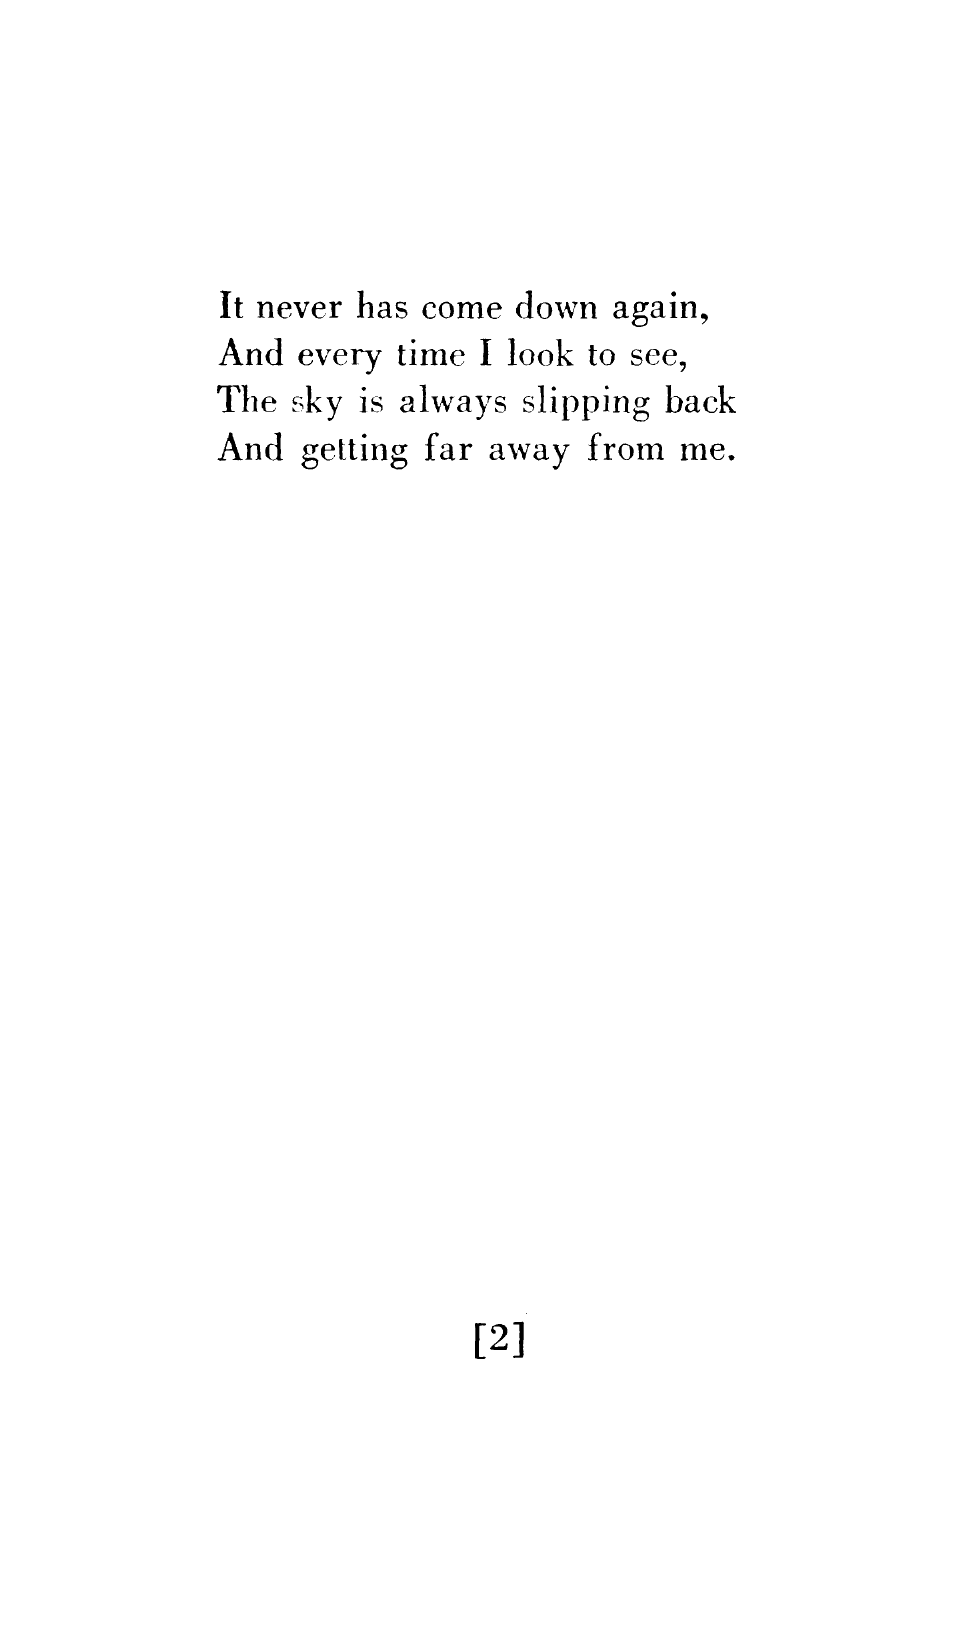 It never has come down again,
And every time I look to see,
The sky is always slipping back
And getting far away from me.
[2]